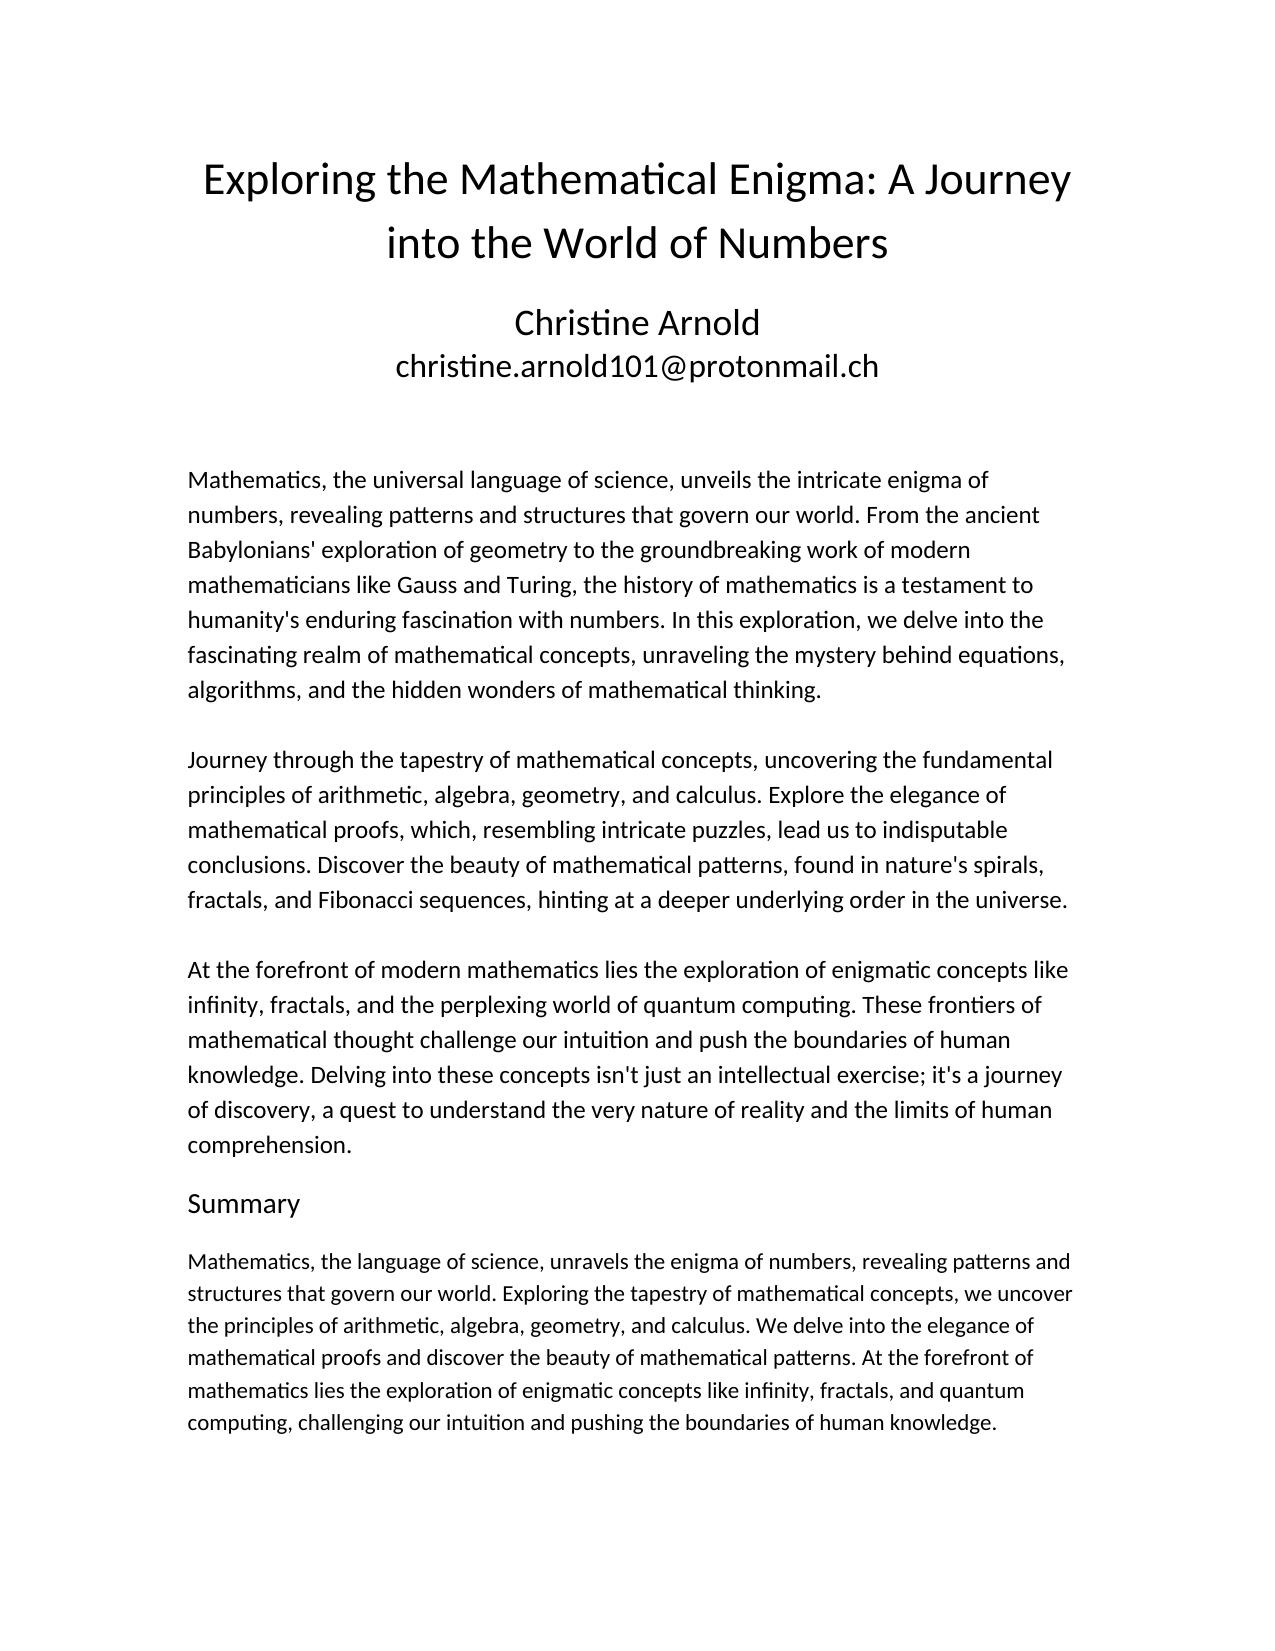 Exploring the Mathematical Enigma: A Journey
into the World of Numbers
Christine Arnold
christine.arnold101@protonmail.ch
Mathematics, the universal language of science, unveils the intricate enigma of
numbers, revealing patterns and structures that govern our world. From the ancient
Babylonians' exploration of geometry to the groundbreaking work of modern
mathematicians like Gauss and Turing, the history of mathematics is a testament to
humanity's enduring fascination with numbers. In this exploration, we delve into the
fascinating realm of mathematical concepts, unraveling the mystery behind equations,
algorithms, and the hidden wonders of mathematical thinking.
Journey through the tapestry of mathematical concepts, uncovering the fundamental
principles of arithmetic, algebra, geometry, and calculus. Explore the elegance of
mathematical proofs, which, resembling intricate puzzles, lead us to indisputable
conclusions. Discover the beauty of mathematical patterns, found in nature's spirals,
fractals, and Fibonacci sequences, hinting at a deeper underlying order in the universe.
At the forefront of modern mathematics lies the exploration of enigmatic concepts like
infinity, fractals, and the perplexing world of quantum computing. These frontiers of
mathematical thought challenge our intuition and push the boundaries of human
knowledge. Delving into these concepts isn't just an intellectual exercise; it's a journey
of discovery, a quest to understand the very nature of reality and the limits of human
comprehension.
Summary
Mathematics, the language of science, unravels the enigma of numbers, revealing patterns and
structures that govern our world. Exploring the tapestry of mathematical concepts, we uncover
the principles of arithmetic, algebra, geometry, and calculus. We delve into the elegance of
mathematical proofs and discover the beauty of mathematical patterns. At the forefront of
mathematics lies the exploration of enigmatic concepts like infinity, fractals, and quantum
computing, challenging our intuition and pushing the boundaries of human knowledge.